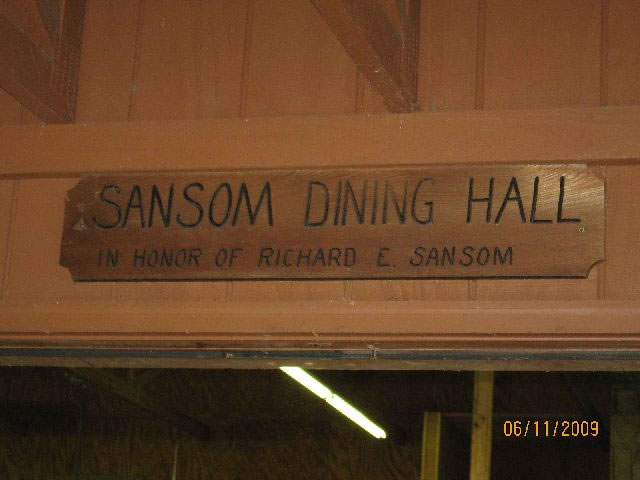 SANSOM DINING HALL
IN HONOR OF RICHARD E. SANSOM
06/11/2009